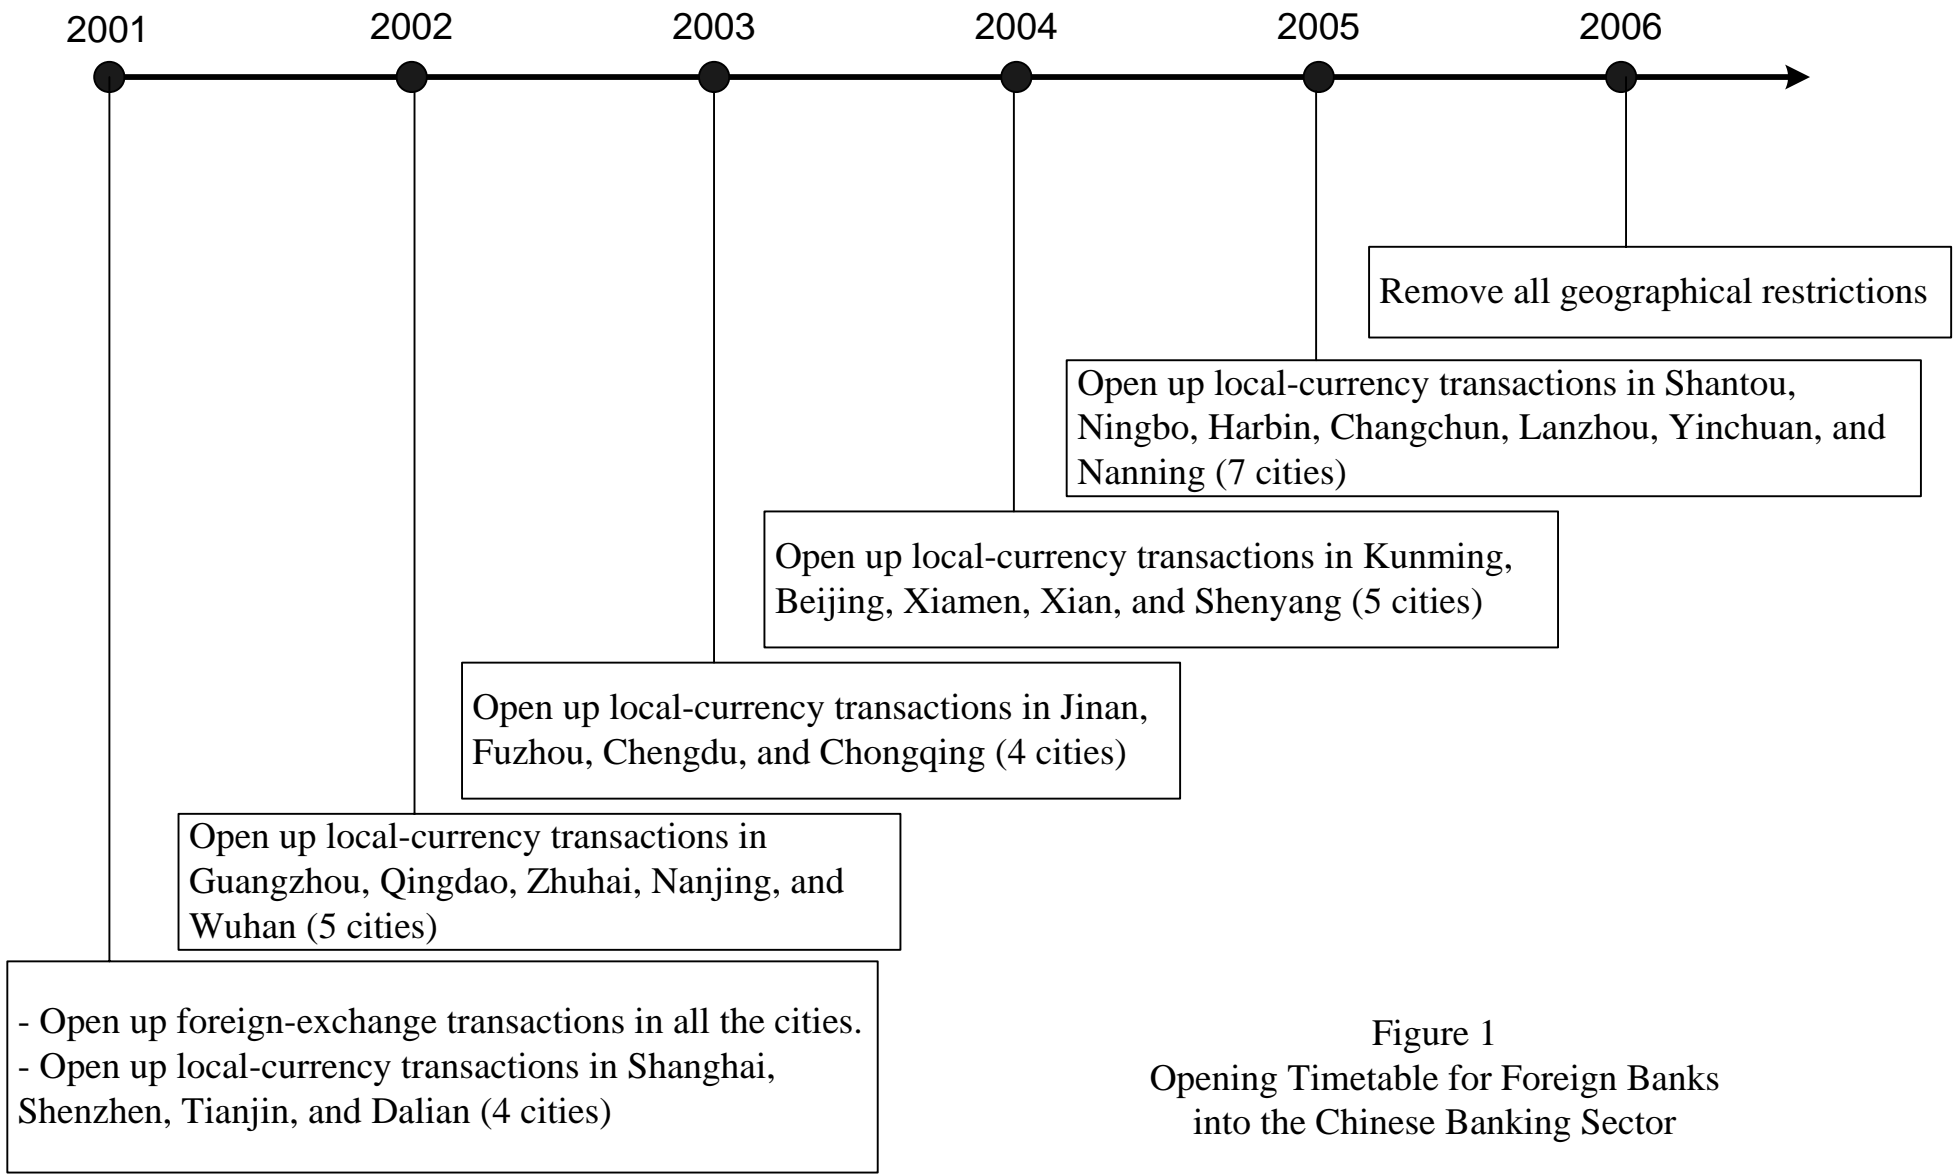 2001
2002
2003
2004
2005
2006
Remove all geographical restrictions
Open up local-currency transactions in Shantou,
Ningbo, Harbin, Changchun, Lanzhou, Yinchuan, and
Nanning (7 cities)
Open up local-currency transactions in Kunming,
Beijing, Xiamen, Xian, and Shenyang (5 cities)
Open up local-currency transactions in Jinan,
Fuzhou, Chengdu, and Chongqing (4 cities)
Open up local-currency transactions in
Guangzhou, Qingdao, Zhuhai, Nanjing, and
Wuhan (5 cities)
- Open up foreign-exchange transactions in all the cities.
- Open up local-currency transactions in Shanghai,
Shenzhen, Tianjin, and Dalian (4 cities)
Figure 1
Opening Timetable for Foreign Banks
into the Chinese Banking Sector